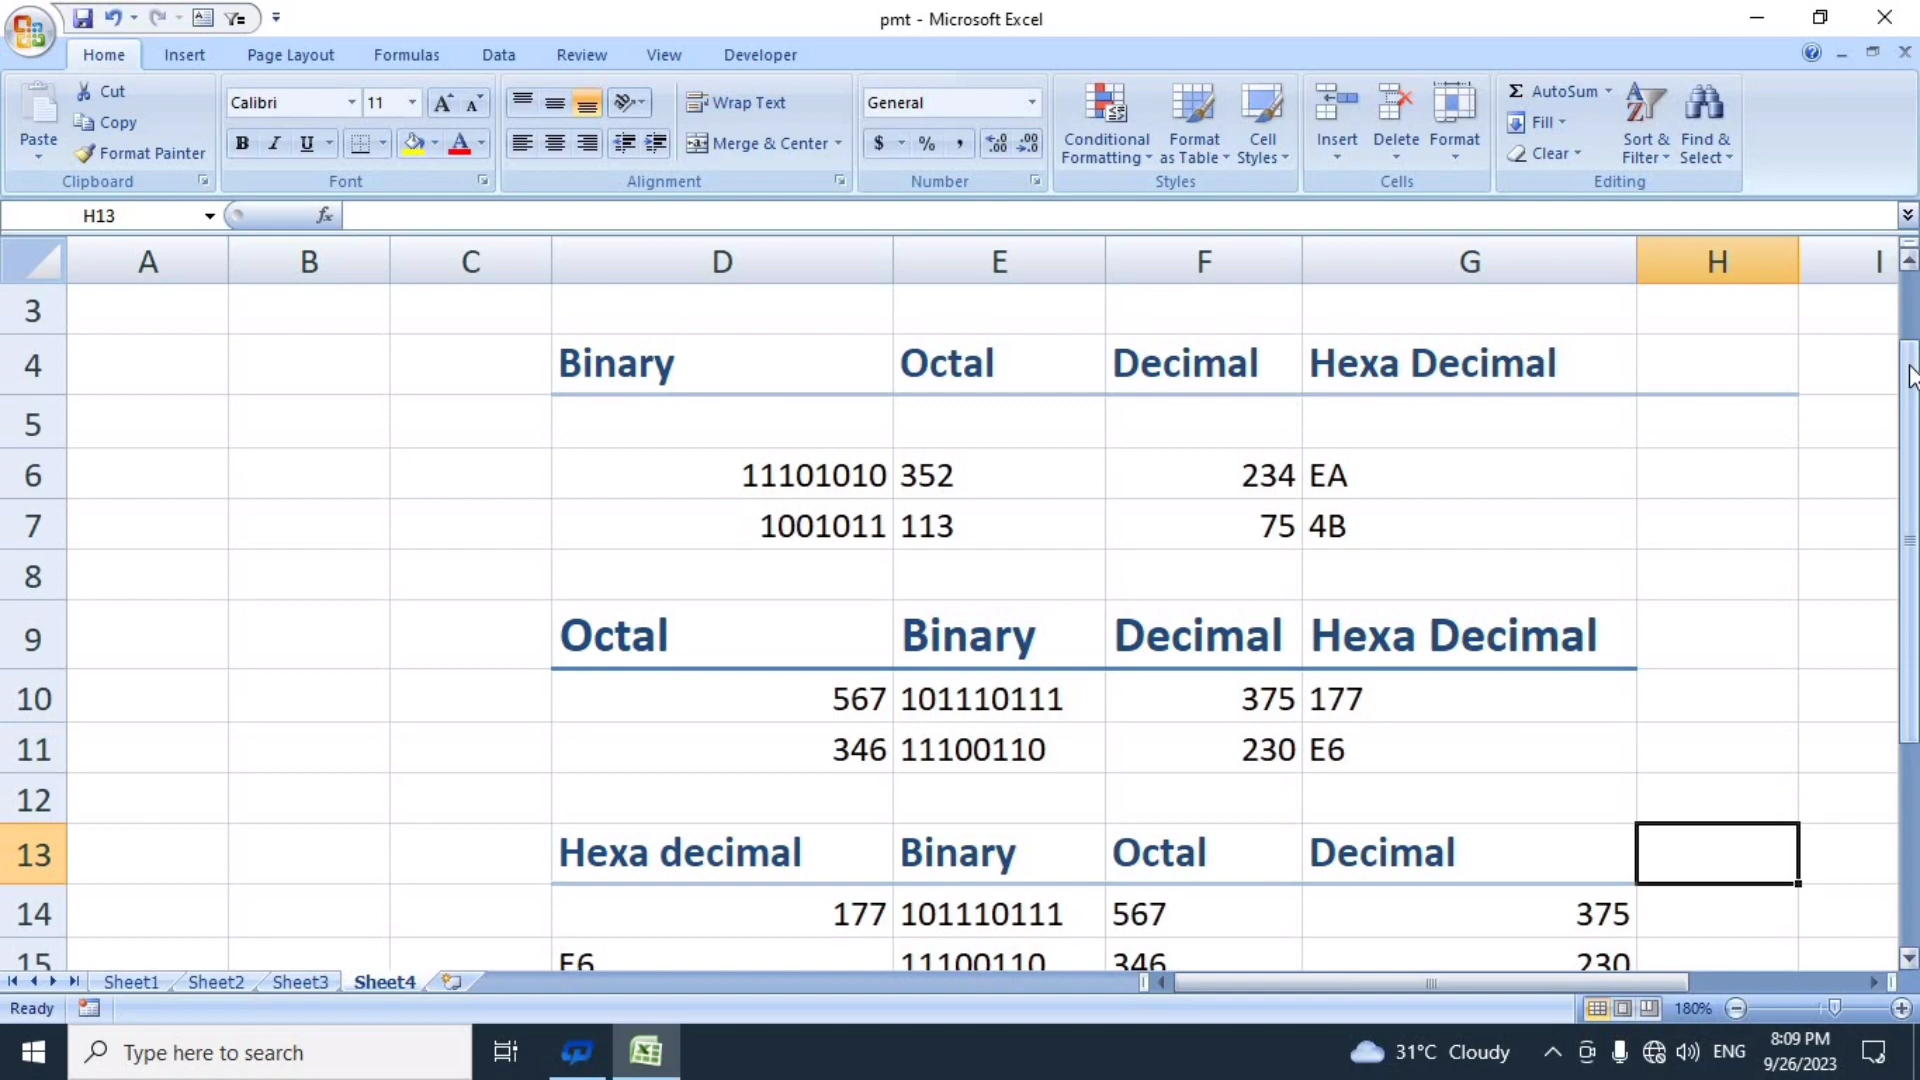 pmt - Microsoft Excel
Home Insert Page Layout Formulas Data Review View Developer
Paste
Cut
Copy
Format Painter
Clipboard
Calibri 11
B I U
Font
Wrap Text
Merge & Center
Alignment
General
$ % ,
Number
Conditional Formatting
Format as Table
Cell Styles
Styles
Insert Delete Format
Cells
Σ AutoSum
Fill
Clear
Sort & Filter
Find & Select
Editing
H13 fx
A B C D E F G H I
3
4 Binary Octal Decimal Hexa Decimal
5
6 11101010 352 234 EA
7 1001011 113 75 4B
8
9 Octal Binary Decimal Hexa Decimal
10 567 101110111 375 177
11 346 11100110 230 E6
12
13 Hexa decimal Binary Octal Decimal
14 177 101110111 567 375
15 E6 11100110 346 230
Sheet1 Sheet2 Sheet3 Sheet4
Ready 180%
Type here to search 31°C Cloudy ENG 8:09 PM
9/26/2023